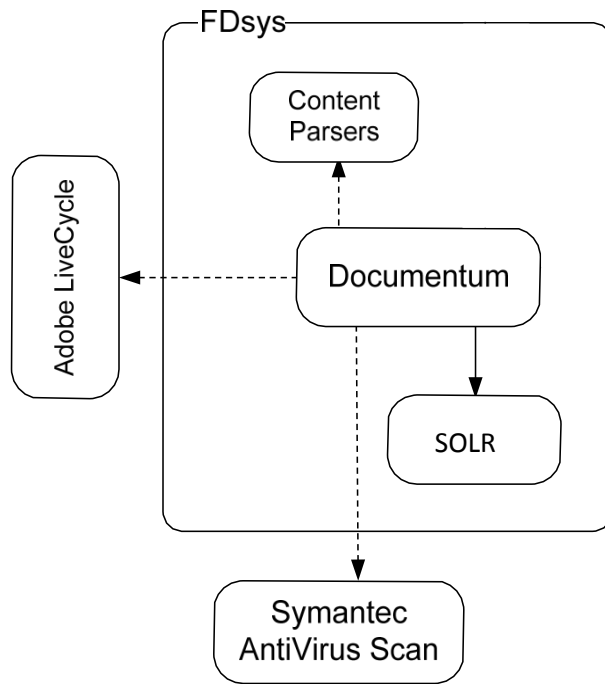 FDsys
Content
Parsers
Adobe LiveCycle
Documentum
SOLR
Symantec
AntiVirus Scan